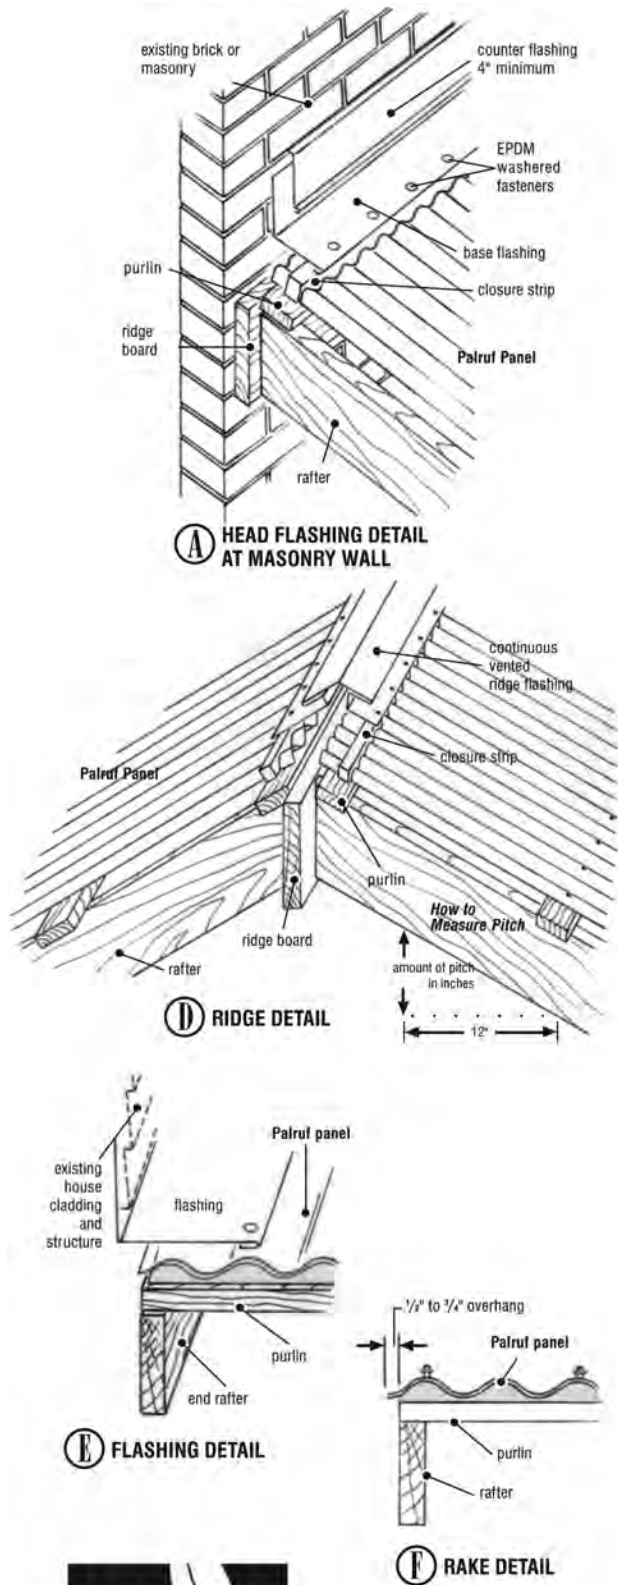 existing brick or
masonry
counter flashing
4" minimum
EPDM
washered
fasteners
base flashing
purlin
closure strip
ridge
board
Palruf Panel
rafter
A HEAD FLASHING DETAIL
AT MASONRY WALL
continuous
vented
ridge flashing
closure strip
Palruf Panel
purlin
How to
Measure Pitch
ridge board
amount of pitch
in inches
rafter
12"
D RIDGE DETAIL
Palruf panel
existing
house
cladding
and
structure
flashing
purlin
end rafter
E FLASHING DETAIL
1/2" to 3/4" overhang
Palruf panel
purlin
rafter
F RAKE DETAIL